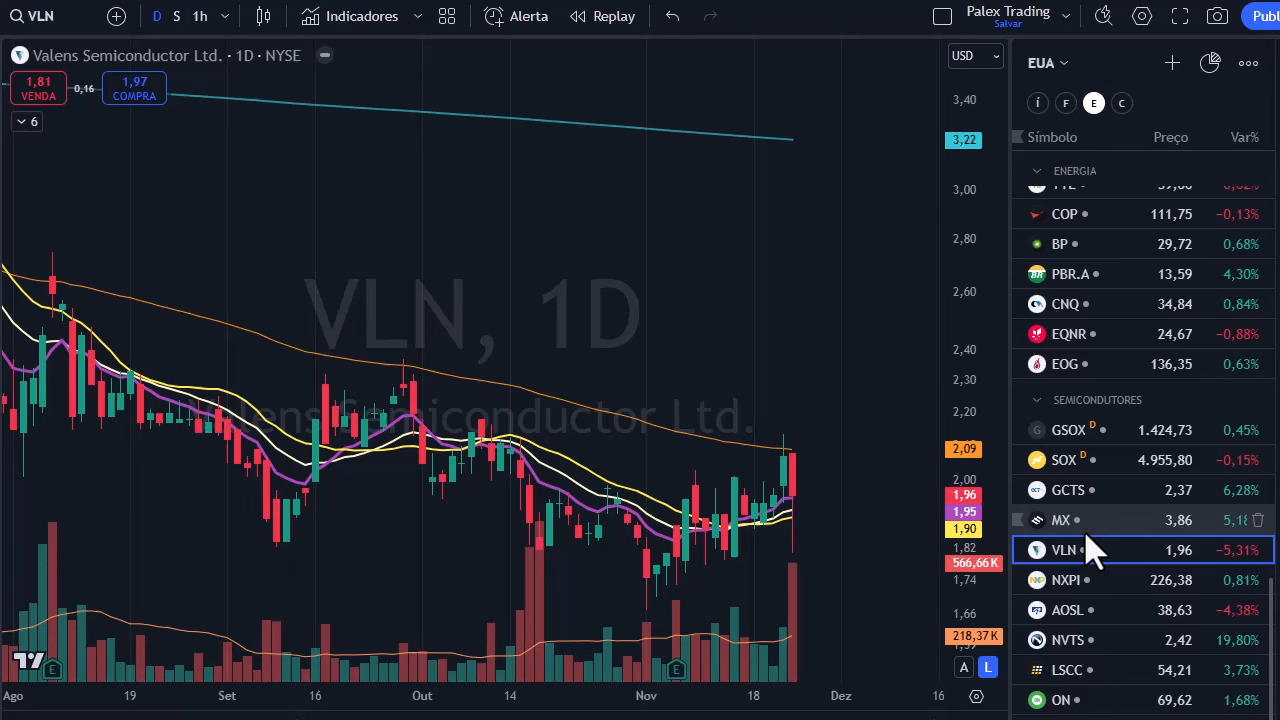 VLN
D S 1h
Indicadores
Alerta
Replay
Palex Trading
Salvar
Publ
Valens Semiconductor Ltd. · 1D · NYSE
1,81
VENDA
0,16
1,97
COMPRA
6
VLN, 1D
Valens Semiconductor Ltd.
USD
3,40
3,22
3,00
2,80
2,60
2,40
2,30
2,20
2,09
2,00
1,96
1,95
1,90
1,82
566,66 K
1,74
1,66
218,37 K
A L
E E
Ago 19 Set 16 Out 14 Nov 18 Dez 16
EUA
Í F E C
Símbolo Preço Var%
ENERGIA
COP 111,75 −0,13%
BP 29,72 0,68%
PBR.A 13,59 4,30%
CNQ 34,84 0,84%
EQNR 24,67 −0,88%
EOG 136,35 0,63%
SEMICONDUTORES
GSOX D 1.424,73 0,45%
SOX D 4.955,80 −0,15%
GCTS 2,37 6,28%
MX 3,86
VLN 1,96 −5,31%
NXPI 226,38 0,81%
AOSL 38,63 −4,38%
NVTS 2,42 19,80%
LSCC 54,21 3,73%
ON 69,62 1,68%